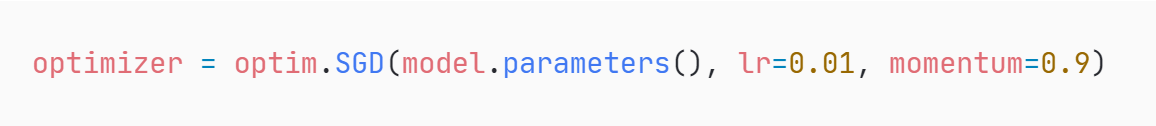 optimizer = optim.SGD(model.parameters(), lr=0.01, momentum=0.9)